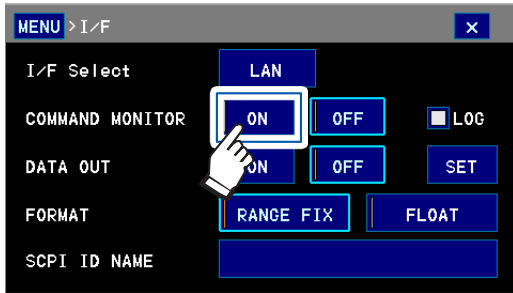 MENU >I/F ×
I/F Select LAN
COMMAND MONITOR ON OFF LOG
DATA OUT ON OFF SET
FORMAT RANGE FIX FLOAT
SCPI ID NAME